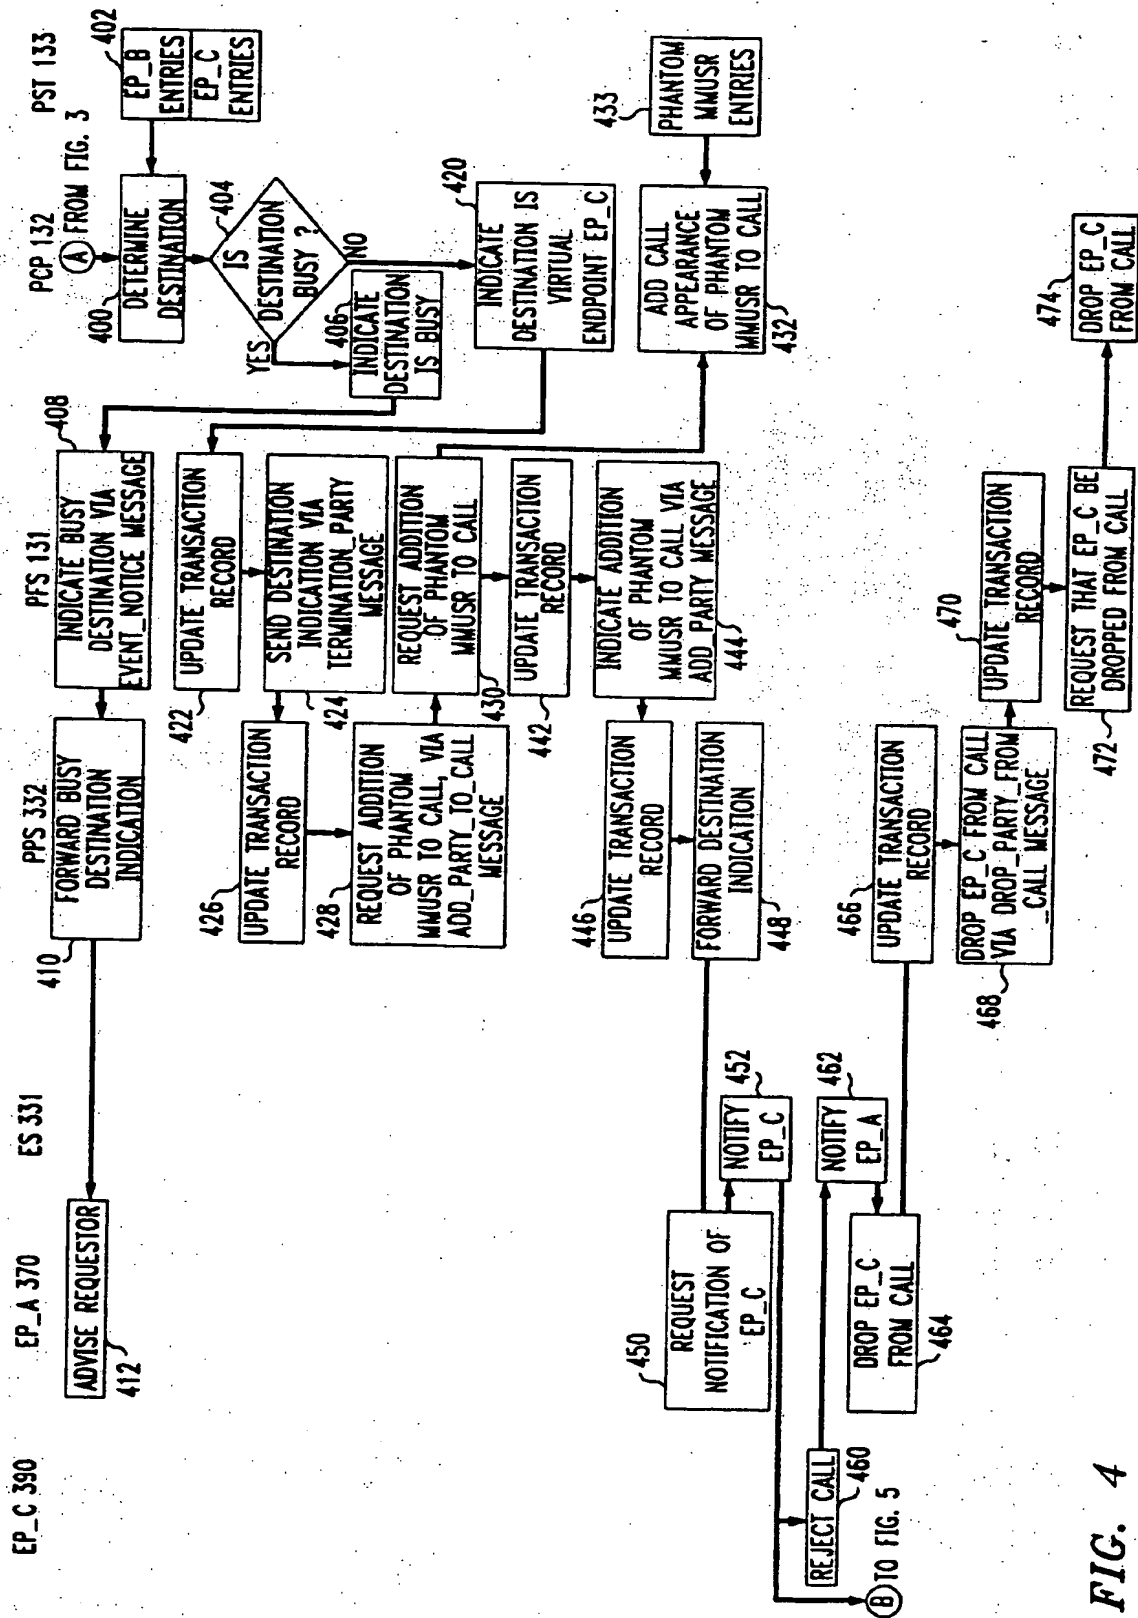 EP_C 390
EP_A 370
ES 331
PPS 332
PFS 131
PCP 132
PST 133
A FROM FIG. 3
402
EP_B
ENTRIES
EP_C
ENTRIES
400
DETERMINE
DESTINATION
404
IS
DESTINATION
BUSY ?
YES
NO
406
INDICATE
DESTINATION
IS BUSY
408
INDICATE BUSY
DESTINATION VIA
EVENT_NOTICE MESSAGE
410
FORWARD BUSY
DESTINATION
INDICATION
412
ADVISE REQUESTOR
420
INDICATE
DESTINATION IS
VIRTUAL
ENDPOINT EP_C
422
UPDATE TRANSACTION
RECORD
424
SEND DESTINATION
INDICATION VIA
TERMINATION_PARTY
MESSAGE
426
UPDATE TRANSACTION
RECORD
428
REQUEST ADDITION
OF PHANTOM
MMUSR TO CALL, VIA
ADD_PARTY_TO_CALL
MESSAGE
430
REQUEST ADDITION
OF PHANTOM
MMUSR TO CALL
432
ADD CALL
APPEARANCE
OF PHANTOM
MMUSR TO CALL
433
PHANTOM
MMUSR
ENTRIES
442
UPDATE TRANSACTION
RECORD
444
INDICATE ADDITION
OF PHANTOM
MMUSR TO CALL VIA
ADD_PARTY MESSAGE
446
UPDATE TRANSACTION
RECORD
448
FORWARD DESTINATION
INDICATION
450
REQUEST
NOTIFICATION OF
EP_C
452
NOTIFY
EP_C
460
REJECT CALL
B TO FIG. 5
462
NOTIFY
EP_A
464
DROP EP_C
FROM CALL
466
UPDATE TRANSACTION
RECORD
468
DROP EP_C FROM CALL
VIA DROP_PARTY_FROM
_CALL MESSAGE
470
UPDATE TRANSACTION
RECORD
472
REQUEST THAT EP_C BE
DROPPED FROM CALL
474
DROP EP_C
FROM CALL
FIG. 4